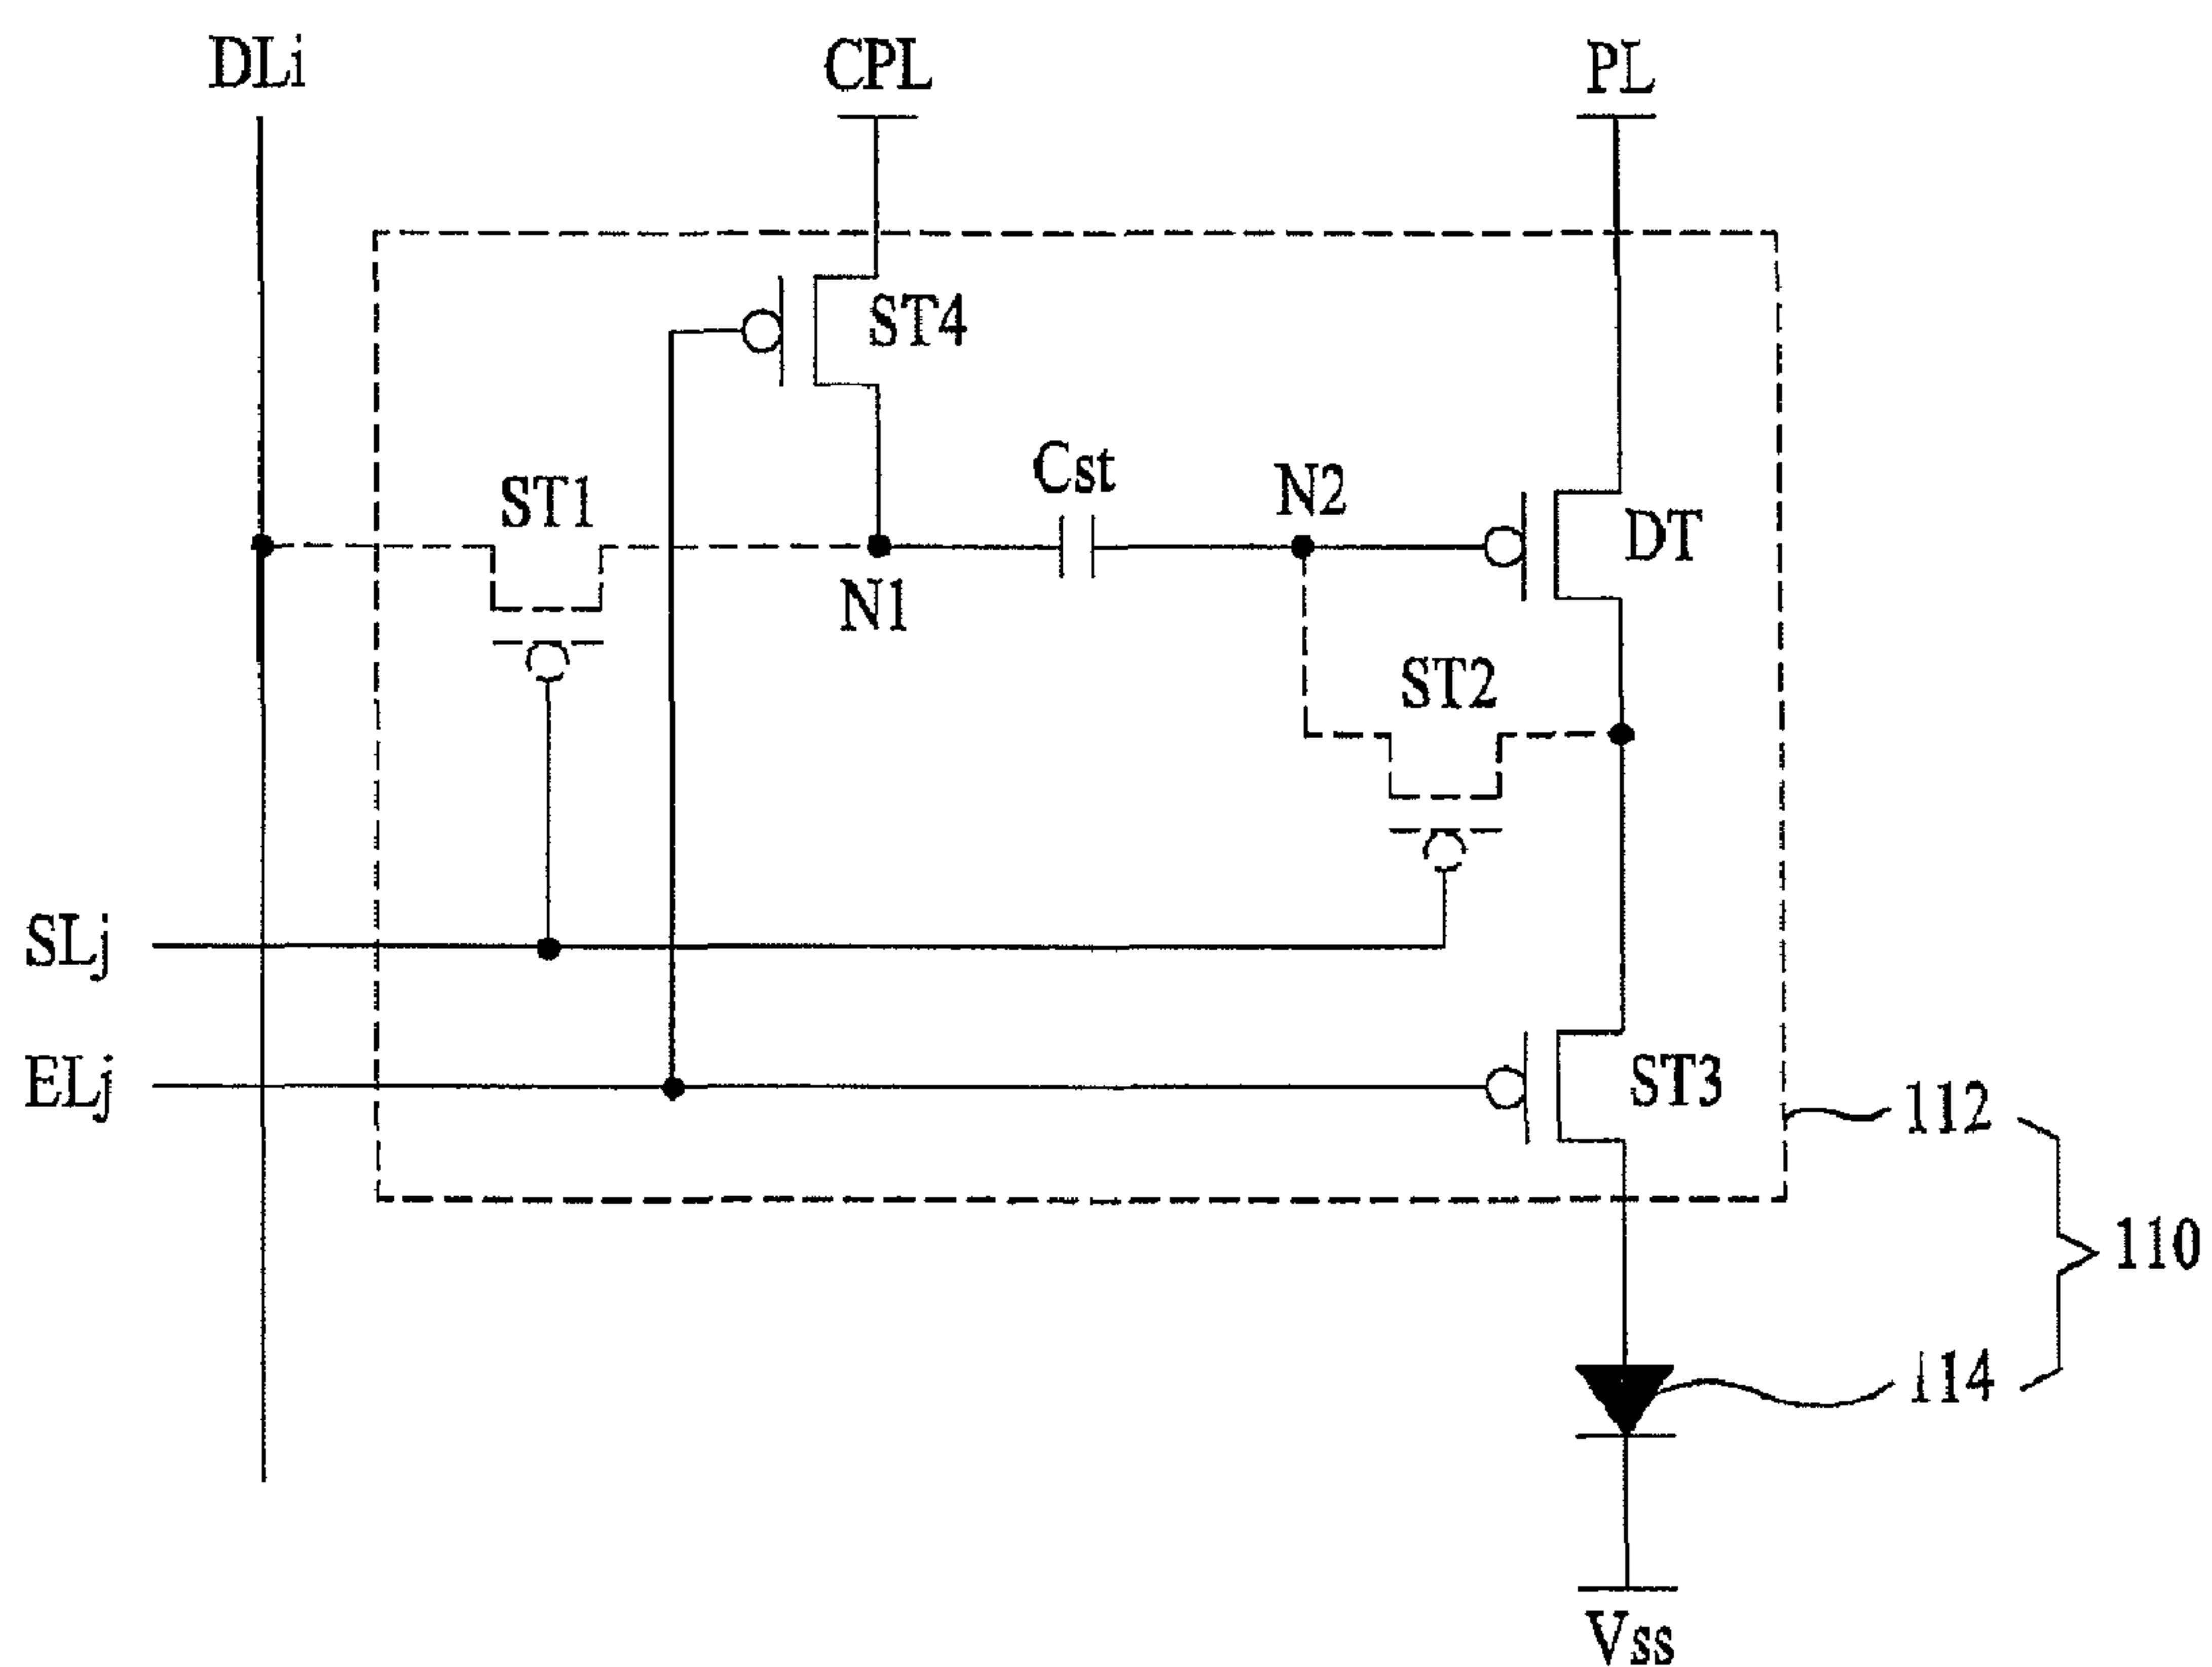 DLi
CPL
PL
ST4
Cst
N2
ST1
DT
N1
ST2
SLj
ELj
ST3
112
110
114
Vss